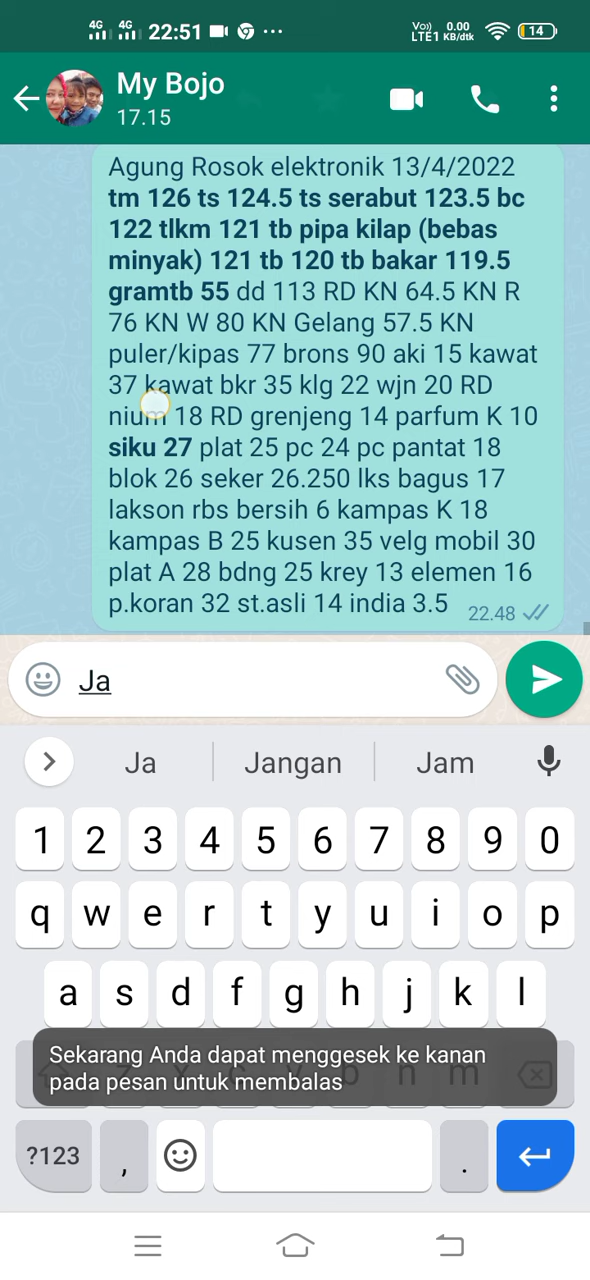 4G 4G 22:51 ... Vo)) LTE1 0.00 KB/dtk 14
My Bojo
17.15
Agung Rosok elektronik 13/4/2022
tm 126 ts 124.5 ts serabut 123.5 bc
122 tlkm 121 tb pipa kilap (bebas
minyak) 121 tb 120 tb bakar 119.5
gramtb 55 dd 113 RD KN 64.5 KN R
76 KN W 80 KN Gelang 57.5 KN
puler/kipas 77 brons 90 aki 15 kawat
37 kawat bkr 35 klg 22 wjn 20 RD
nium 18 RD grenjeng 14 parfum K 10
siku 27 plat 25 pc 24 pc pantat 18
blok 26 seker 26.250 lks bagus 17
lakson rbs bersih 6 kampas K 18
kampas B 25 kusen 35 velg mobil 30
plat A 28 bdng 25 krey 13 elemen 16
p.koran 32 st.asli 14 india 3.5 22.48
Ja
Ja Jangan Jam
1 2 3 4 5 6 7 8 9 0
q w e r t y u i o p
a s d f g h j k l
Sekarang Anda dapat menggesek ke kanan
pada pesan untuk membalas
?123 , .